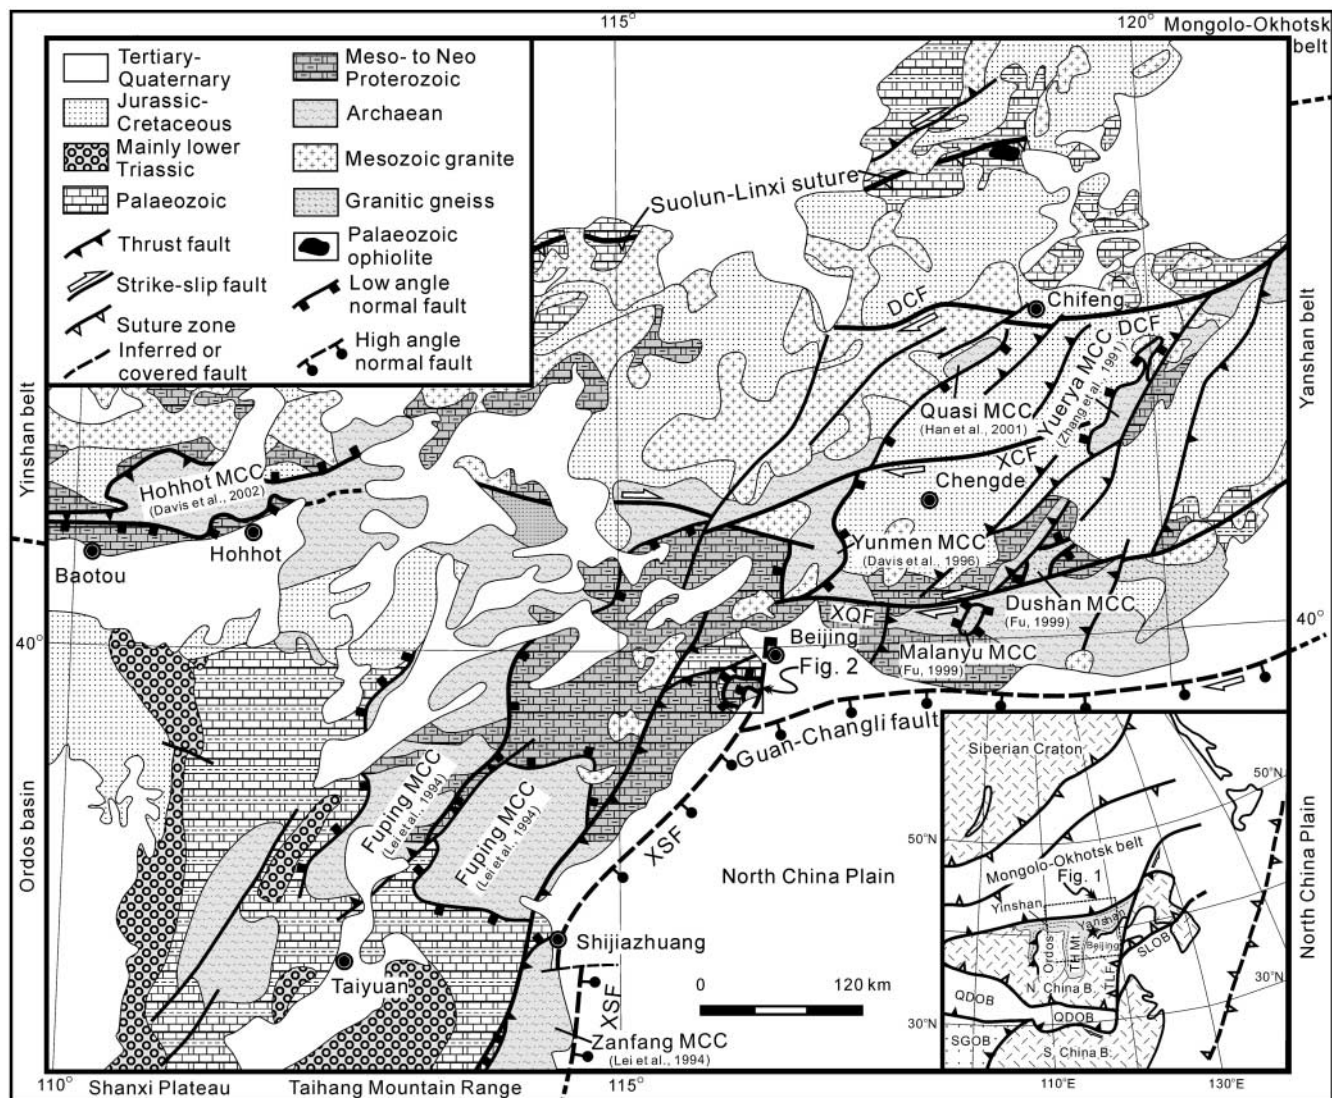 115°
120°
Mongolo-Okhotsk
belt
Tertiary-
Quaternary
Jurassic-
Cretaceous
Mainly lower
Triassic
Palaeozoic
Thrust fault
Strike-slip fault
Suture zone
Inferred or
covered fault
Meso- to Neo
Proterozoic
Archaean
Mesozoic granite
Granitic gneiss
Palaeozoic
ophiolite
Low angle
normal fault
High angle
normal fault
Suolun-Linxi suture
DCF
Chifeng
DCF
Yuerya MCC
(Zhang et al., 1991)
Quasi MCC
(Han et al., 2001)
XCF
Chengde
Yinshan belt
Yanshan belt
Hohhot MCC
(Davis et al., 2002)
Hohhot
Baotou
Yunmen MCC
(Davis et al., 1996)
Dushan MCC
(Fu, 1999)
XQF
Malanyu MCC
(Fu, 1999)
40°
40°
Beijing
Fig. 2
Guan-Changli fault
Fuping MCC
(Lei et al., 1994)
Fuping MCC
(Lei et al., 1994)
XSF
North China Plain
Ordos basin
North China Plain
Shijiazhuang
Taiyuan
0
120 km
XSF
Zanfang MCC
(Lei et al., 1994)
Siberian Craton
50°N
50°N
Mongolo-Okhotsk belt
Fig. 1
Yinshan
Yanshan
Ordos
THMt.
Beijing
TLF
SLOB
N. China B.
QDOB
QDOB
30°N
30°N
SGOB
S. China B.
110°E
130°E
110°
Shanxi Plateau
Taihang Mountain Range
115°